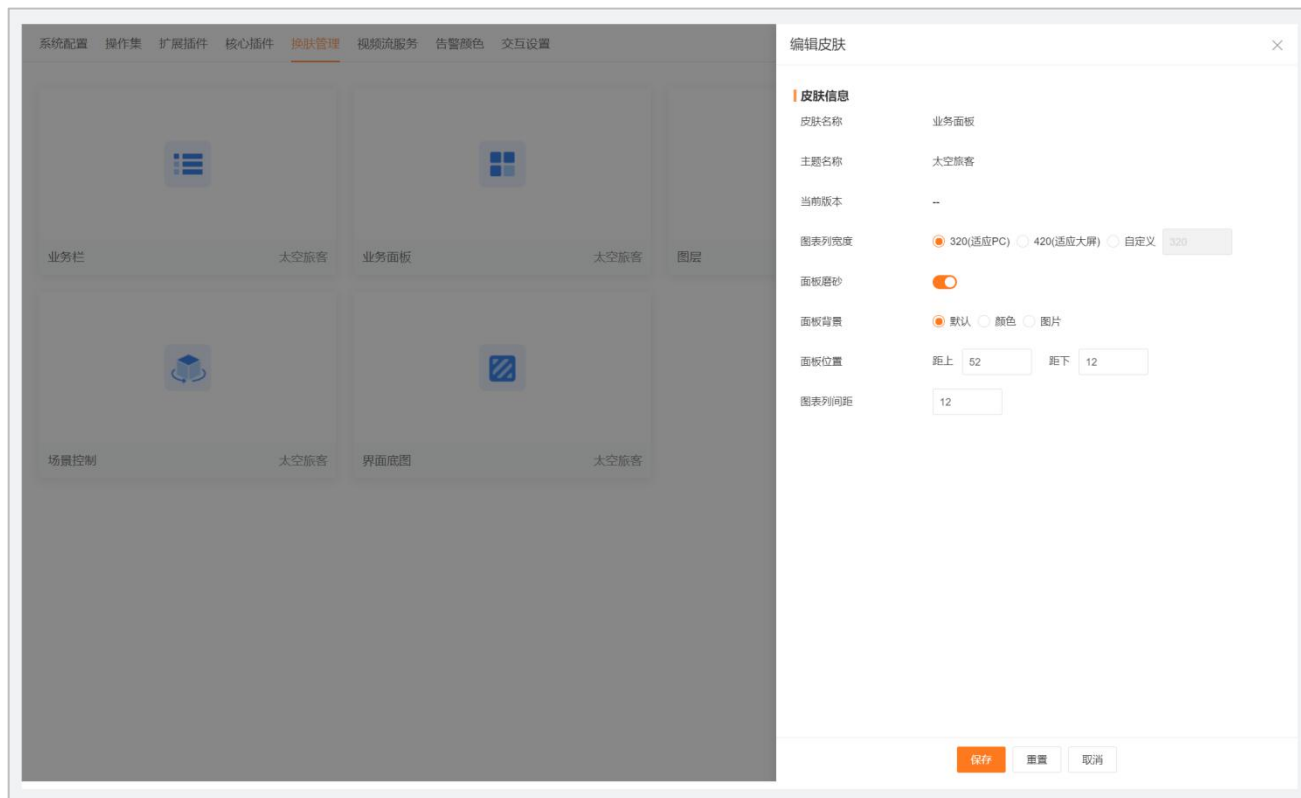 系统配置 操作集 扩展插件 核心插件 换肤管理 视频流服务 告警颜色 交互设置
业务栏 太空旅客
业务面板 太空旅客
图层
场景控制 太空旅客
界面底图 太空旅客
编辑皮肤
皮肤信息
皮肤名称 业务面板
主题名称 太空旅客
当前版本 --
图表列宽度 320(适应PC) 420(适应大屏) 自定义 320
面板磨砂
面板背景 默认 颜色 图片
面板位置 距上 52 距下 12
图表列间距 12
保存 重置 取消